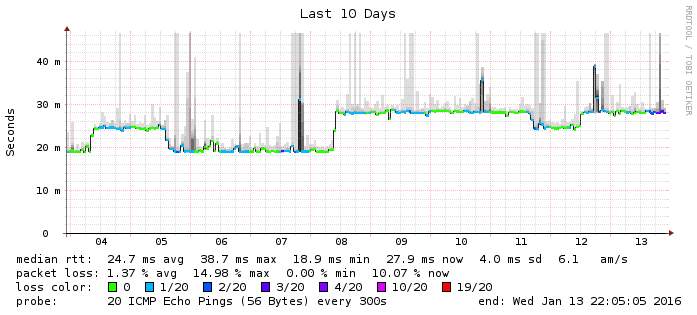 Last 10 Days
RRDTOOL / TOBI OETIKER
Seconds
40 m
30 m
20 m
10 m
0
04 05 06 07 08 09 10 11 12 13
median rtt: 24.7 ms avg 38.7 ms max 18.9 ms min 27.9 ms now 4.0 ms sd 6.1 am/s
packet loss: 1.37 % avg 14.98 % max 0.00 % min 10.07 % now
loss color: 0 1/20 2/20 3/20 4/20 10/20 19/20
probe: 20 ICMP Echo Pings (56 Bytes) every 300s end: Wed Jan 13 22:05:05 2016